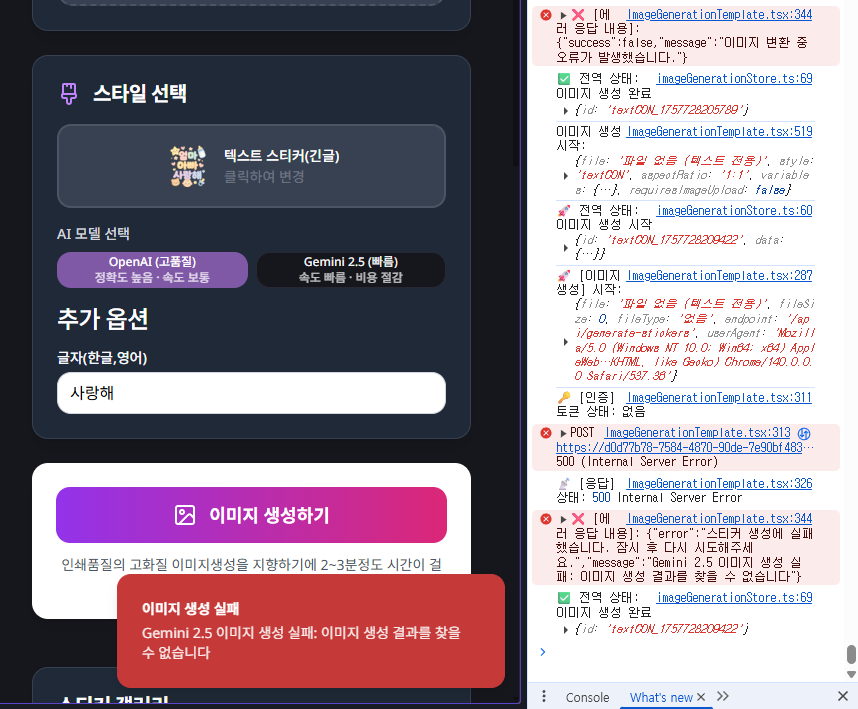 스타일 선택
엄마
아빠
사랑해
텍스트 스티커(긴글)
클릭하여 변경
AI 모델 선택
OpenAI (고품질)
정확도 높음 · 속도 보통
Gemini 2.5 (빠름)
속도 빠름 · 비용 절감
추가 옵션
글자(한글,영어)
사랑해
이미지 생성하기
인쇄품질의 고화질 이미지생성을 지향하기에 2~3분정도 시간이 걸
이미지 생성 실패
Gemini 2.5 이미지 생성 실패: 이미지 생성 결과를 찾을
수 없습니다
스티커 갤러리
❌ [에 ImageGenerationTemplate.tsx:344
러 응답 내용]:
{"success":false,"message":"이미지 변환 중
오류가 발생했습니다."}
✅ 전역 상태: imageGenerationStore.ts:69
이미지 생성 완료
{id: 'textCON_1757728205789'}
이미지 생성 ImageGenerationTemplate.tsx:519
시작:
{file: '파일 없음 (텍스트 전용)', style:
'textCON', aspectRatio: '1:1', variable
s: {…}, requiresImageUpload: false}
🚀 전역 상태: imageGenerationStore.ts:60
이미지 생성 시작
{id: 'textCON_1757728209422', data:
{…}}
🚀 [이미지 ImageGenerationTemplate.tsx:287
생성] 시작:
{file: '파일 없음 (텍스트 전용)', fileSi
ze: 0, fileType: '없음', endpoint: '/ap
i/generate-stickers', userAgent: 'Mozill
a/5.0 (Windows NT 10.0; Win64; x64) Appl
eWeb…KHTML, like Gecko) Chrome/140.0.0.
0 Safari/537.36'}
🔑 [인증] ImageGenerationTemplate.tsx:311
토큰 상태: 없음
POST ImageGenerationTemplate.tsx:313
https://d0d77b78-7584-4870-90de-7e90bf483…
500 (Internal Server Error)
📡 [응답] ImageGenerationTemplate.tsx:326
상태: 500 Internal Server Error
❌ [에 ImageGenerationTemplate.tsx:344
러 응답 내용]: {"error":"스티커 생성에 실패
했습니다. 잠시 후 다시 시도해주세
요.","message":"Gemini 2.5 이미지 생성 실
패: 이미지 생성 결과를 찾을 수 없습니다"}
✅ 전역 상태: imageGenerationStore.ts:69
이미지 생성 완료
{id: 'textCON_1757728209422'}
Console What's new